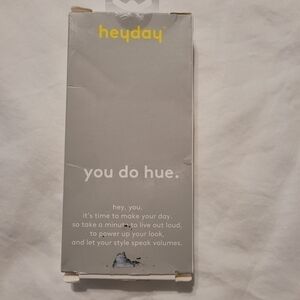 heyday
you do hue.
hey, you.
it's time to make your day.
so take a minute to live out loud,
to power up your look,
and let your style speak volumes.